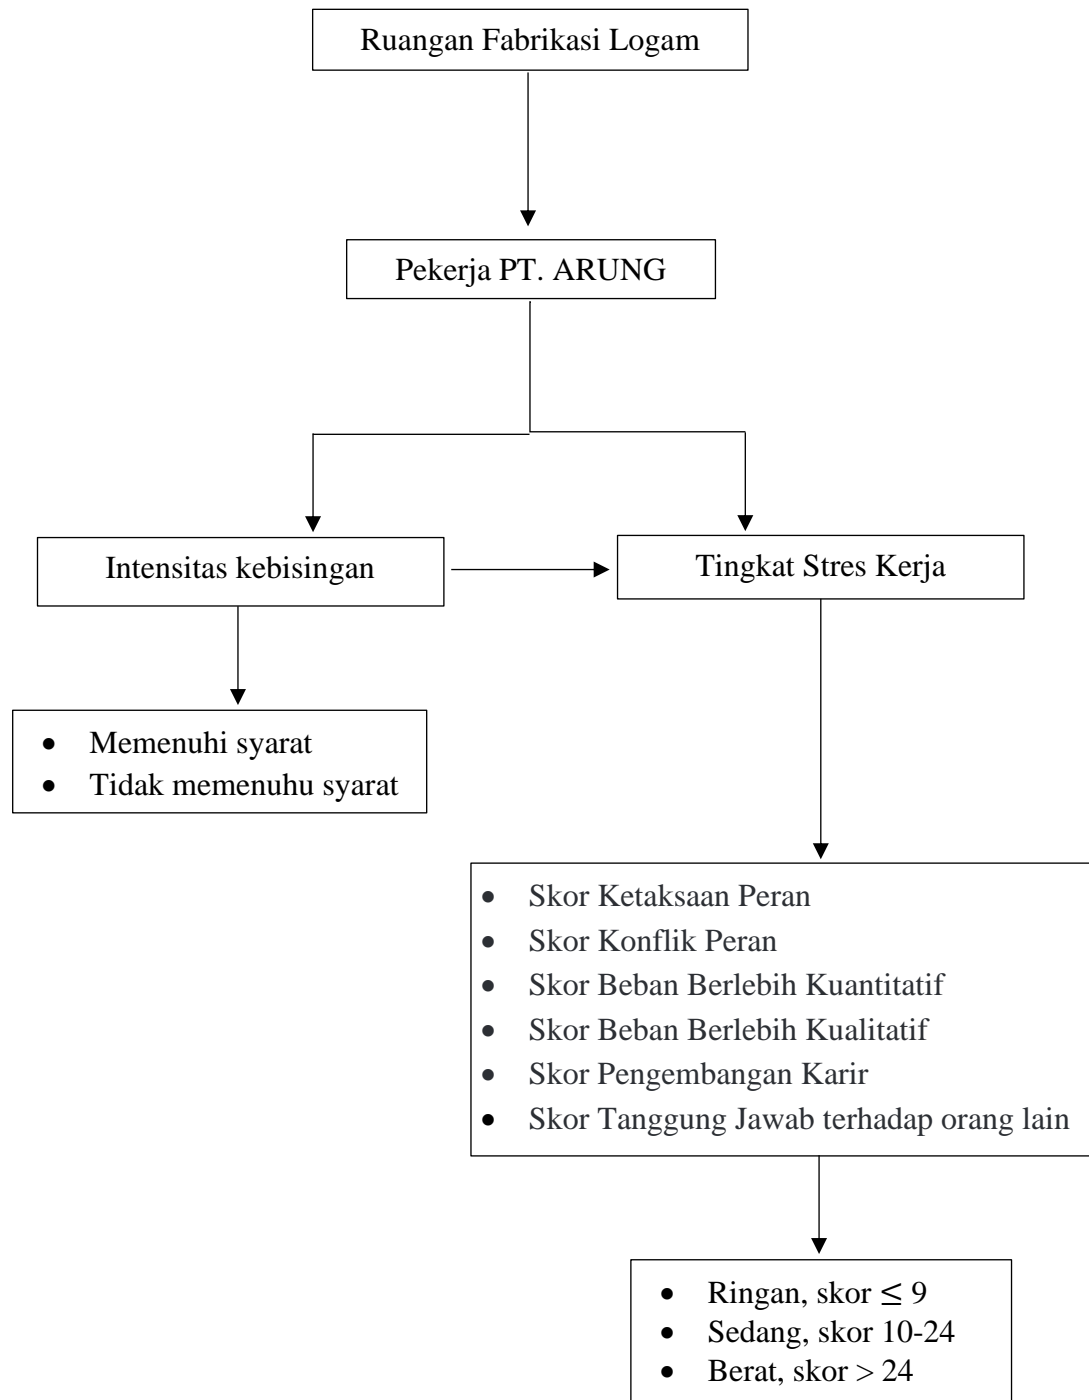 Ruangan Fabrikasi Logam
Pekerja PT. ARUNG
Intensitas kebisingan
Tingkat Stres Kerja
• Memenuhi syarat
• Tidak memenuhu syarat
• Skor Ketaksaan Peran
• Skor Konflik Peran
• Skor Beban Berlebih Kuantitatif
• Skor Beban Berlebih Kualitatif
• Skor Pengembangan Karir
• Skor Tanggung Jawab terhadap orang lain
• Ringan, skor ≤ 9
• Sedang, skor 10-24
• Berat, skor > 24